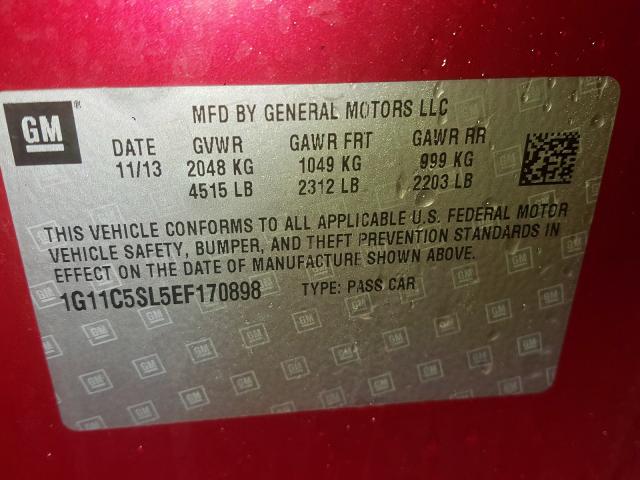 GM
MFD BY GENERAL MOTORS LLC
DATE GVWR GAWR FRT GAWR RR
11/13 2048 KG 1049 KG 999 KG
4515 LB 2312 LB 2203 LB
THIS VEHICLE CONFORMS TO ALL APPLICABLE U.S. FEDERAL MOTOR
VEHICLE SAFETY, BUMPER, AND THEFT PREVENTION STANDARDS IN
EFFECT ON THE DATE OF MANUFACTURE SHOWN ABOVE.
1G11C5SL5EF170898 TYPE: PASS CAR